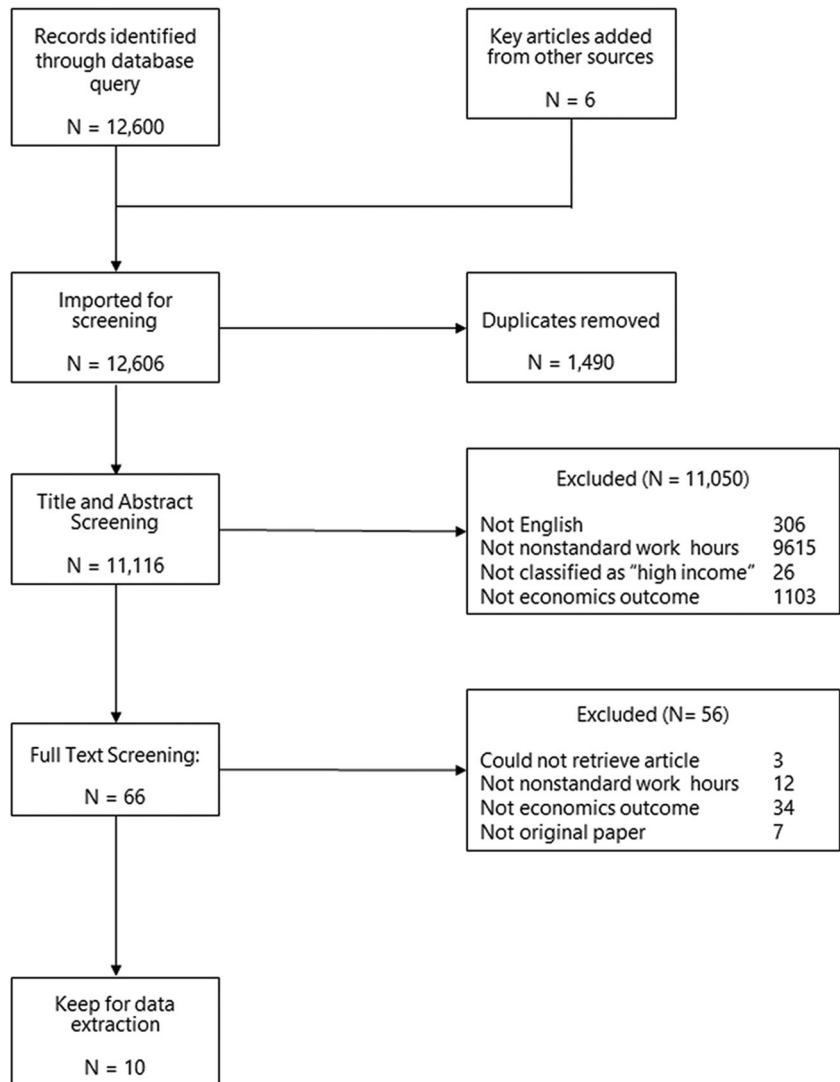 Records identified
through database
query
N = 12,600
Key articles added
from other sources
N = 6
Imported for
screening
N = 12,606
Duplicates removed
N = 1,490
Title and Abstract
Screening
N = 11,116
Excluded (N = 11,050)
Not English 306
Not nonstandard work hours 9615
Not classified as "high income" 26
Not economics outcome 1103
Full Text Screening:
N = 66
Excluded (N= 56)
Could not retrieve article 3
Not nonstandard work hours 12
Not economics outcome 34
Not original paper 7
Keep for data
extraction
N = 10